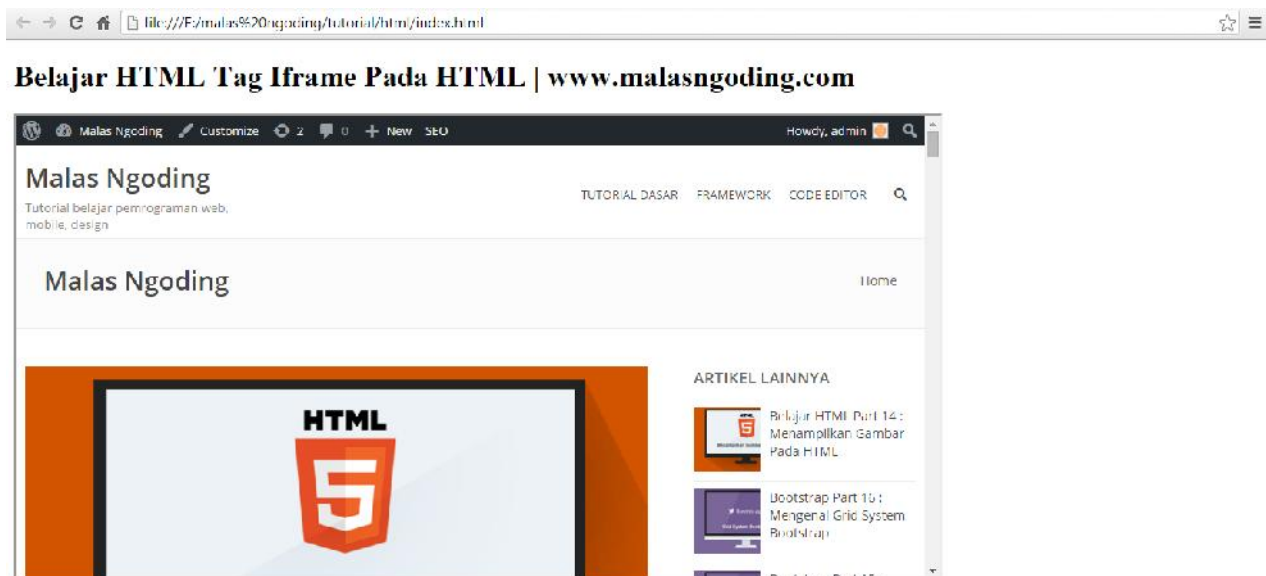 file:///F:/malas%20ngoding/tutorial/html/index.html
Belajar HTML Tag Iframe Pada HTML | www.malasngoding.com
Malas Ngoding Customize 2 0 New SEO Howdy, admin
Malas Ngoding
Tutorial belajar pemrograman web,
mobile, design
TUTORIAL DASAR FRAMEWORK CODE EDITOR
Malas Ngoding
Home
HTML
5
ARTIKEL LAINNYA
Belajar HTML Part 14 :
Menampilkan Gambar
Pada HTML
Bootstrap Part 16 :
Mengenal Grid System
Bootstrap